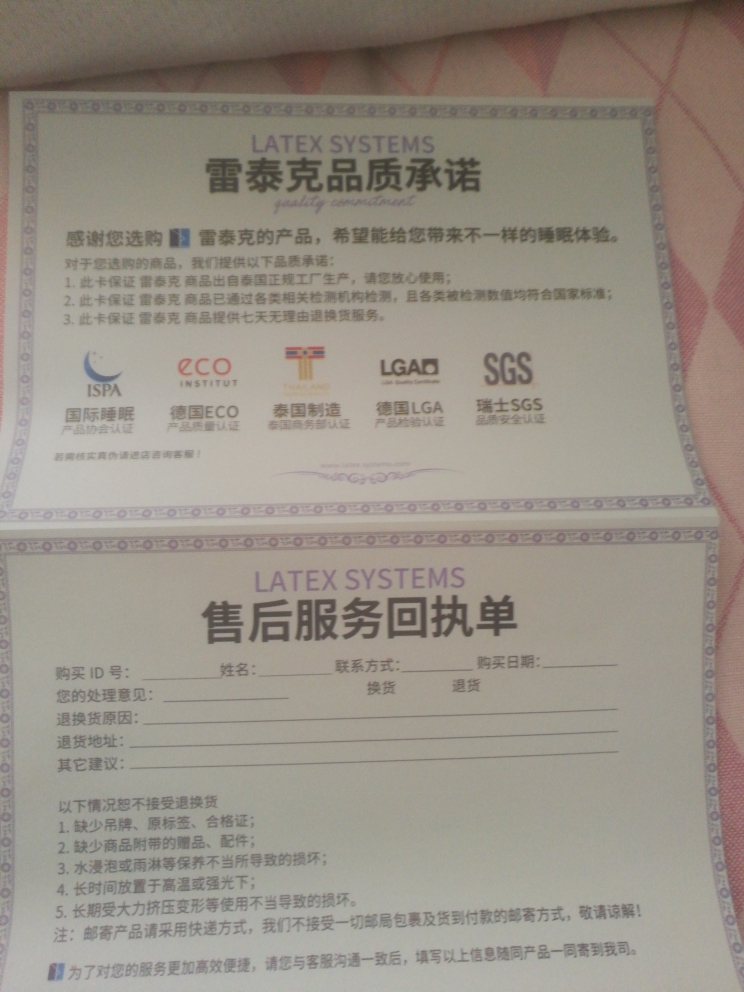 LATEX SYSTEMS
雷泰克品质承诺
quality commitment
感谢您选购 雷泰克的产品，希望能给您带来不一样的睡眠体验。
对于您选购的商品，我们提供以下品质承诺：
1. 此卡保证 雷泰克 商品出自泰国正规工厂生产，请您放心使用；
2. 此卡保证 雷泰克 商品已通过各类相关检测机构检测，且各类被检测数值均符合国家标准；
3. 此卡保证 雷泰克 商品提供七天无理由退换货服务。
ISPA eco INSTITUT THAILAND LGA LGA Quality Certificate SGS
国际睡眠 德国ECO 泰国制造 德国LGA 瑞士SGS
产品协会认证 产品质量认证 泰国商务部认证 产品检验认证 品质安全认证
若需核实真伪请进店咨询客服！
www.latex-systems.com
LATEX SYSTEMS
售后服务回执单
购买 ID 号： 姓名： 联系方式： 购买日期：
您的处理意见： 换货 退货
退换货原因：
退货地址：
其它建议：
以下情况恕不接受退换货
1. 缺少吊牌、原标签、合格证；
2. 缺少商品附带的赠品、配件；
3. 水浸泡或雨淋等保养不当所导致的损坏；
4. 长时间放置于高温或强光下；
5. 长期受大力挤压变形等使用不当导致的损坏。
注：邮寄产品请采用快递方式，我们不接受一切邮局包裹及货到付款的邮寄方式，敬请谅解！
为了对您的服务更加高效便捷，请您与客服沟通一致后，填写以上信息随同产品一同寄到我司。